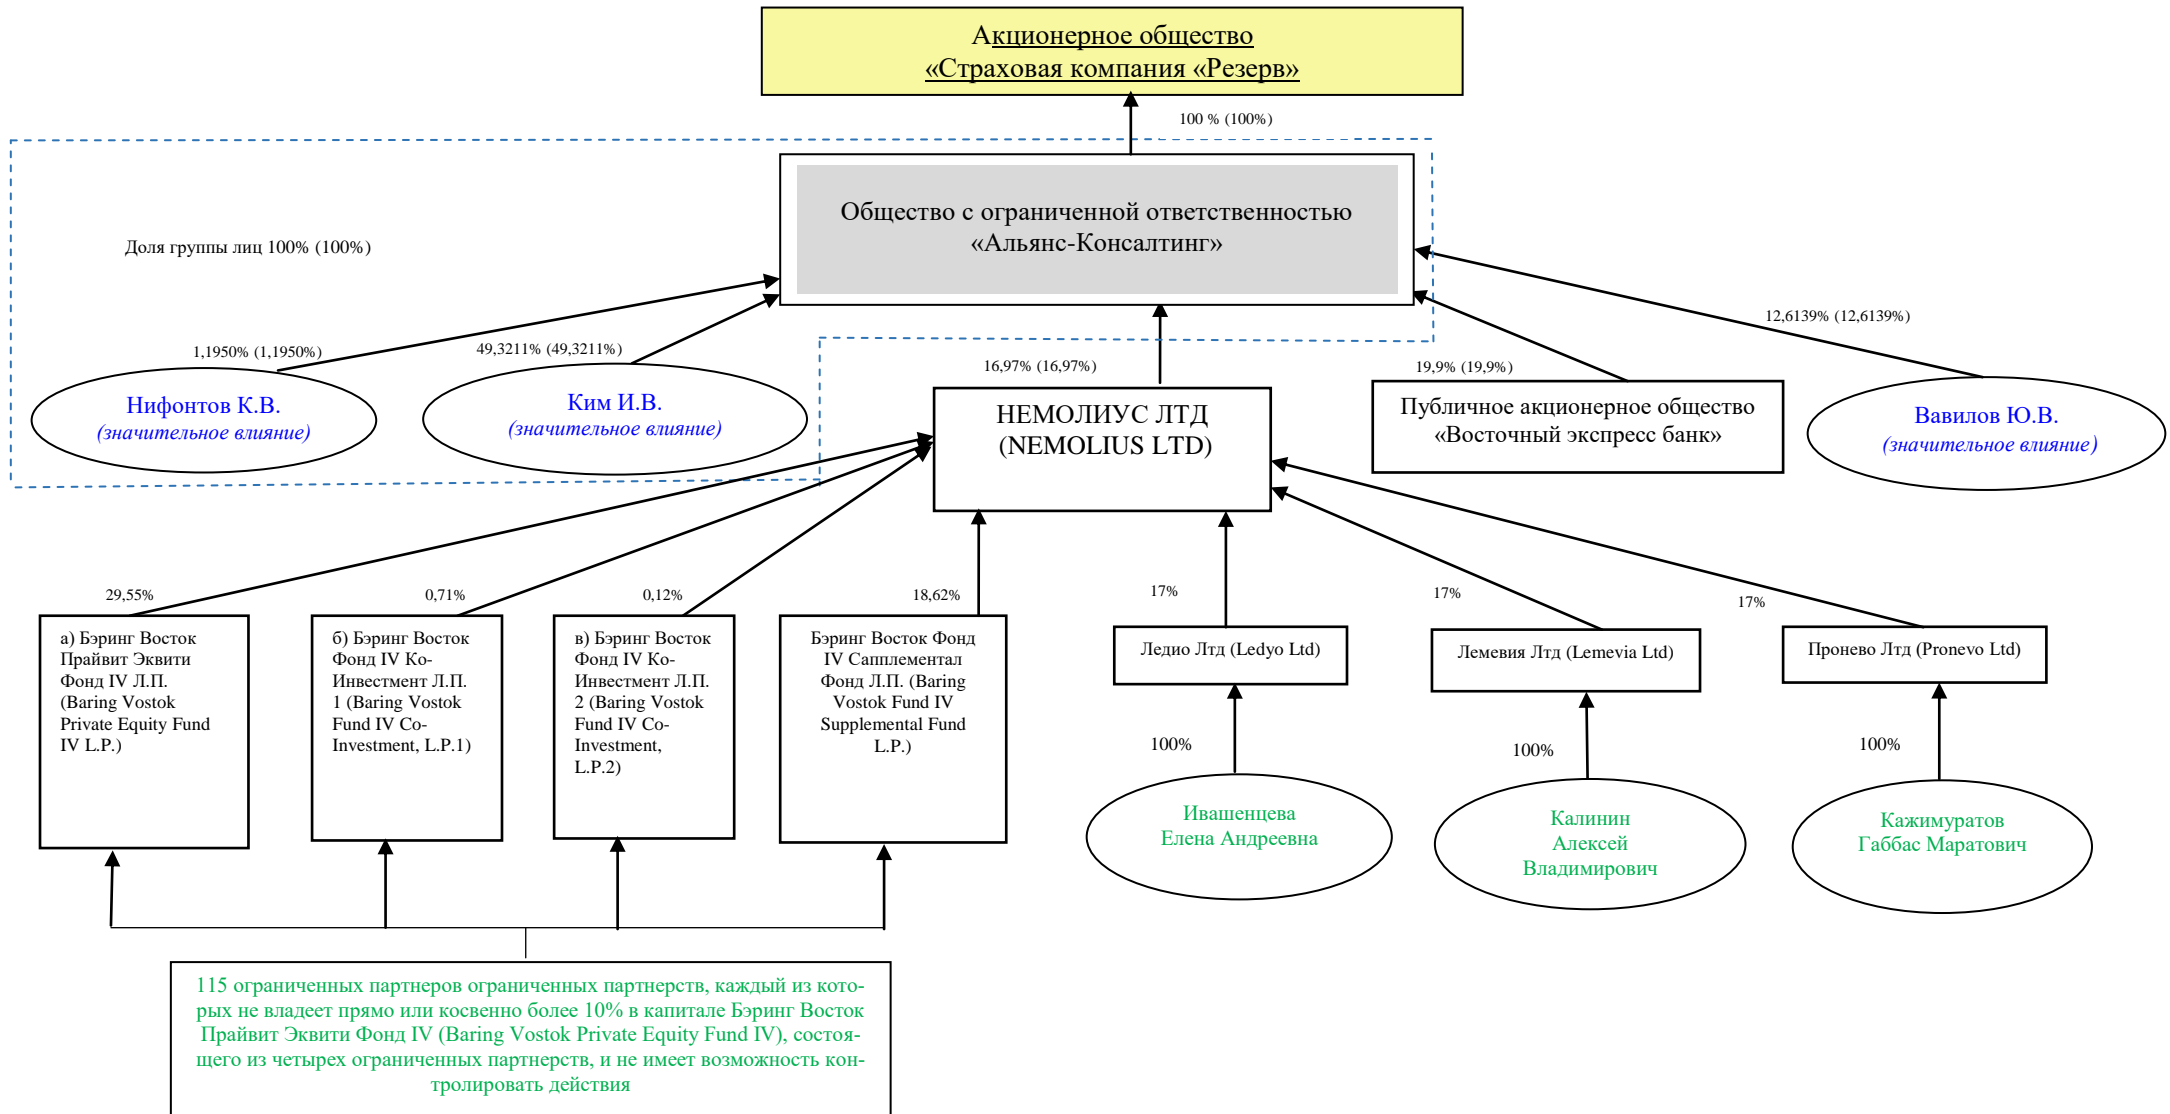 Акционерное общество
«Страховая компания «Резерв»
100 % (100%)
Общество с ограниченной ответственностью
«Альянс-Консалтинг»
Доля группы лиц 100% (100%)
12,6139% (12,6139%)
1,1950% (1,1950%)
49,3211% (49,3211%)
16,97% (16,97%)
19,9% (19,9%)
Нифонтов К.В.
(значительное влияние)
Ким И.В.
(значительное влияние)
НЕМОЛИУС ЛТД
(NEMOLIUS LTD)
Публичное акционерное общество
«Восточный экспресс банк»
Вавилов Ю.В.
(значительное влияние)
29,55%
0,71%
0,12%
18,62%
17%
17%
17%
а) Бэринг Восток
Прайвит Эквити
Фонд IV Л.П.
(Baring Vostok
Private Equity Fund
IV L.P.)
б) Бэринг Восток
Фонд IV Ко-
Инвестмент Л.П.
1 (Baring Vostok
Fund IV Co-
Investment, L.P.1)
в) Бэринг Восток
Фонд IV Ко-
Инвестмент Л.П.
2 (Baring Vostok
Fund IV Co-
Investment,
L.P.2)
Бэринг Восток Фонд
IV Сапплементал
Фонд Л.П. (Baring
Vostok Fund IV
Supplemental Fund
L.P.)
Ледио Лтд (Ledyo Ltd)
Лемевия Лтд (Lemevia Ltd)
Пронево Лтд (Pronevo Ltd)
100%
100%
100%
Ивашенцева
Елена Андреевна
Калинин
Алексей
Владимирович
Кажимуратов
Габбас Маратович
115 ограниченных партнеров ограниченных партнерств, каждый из кото-
рых не владеет прямо или косвенно более 10% в капитале Бэринг Восток
Прайвит Эквити Фонд IV (Baring Vostok Private Equity Fund IV), состоя-
щего из четырех ограниченных партнерств, и не имеет возможность кон-
тролировать действия